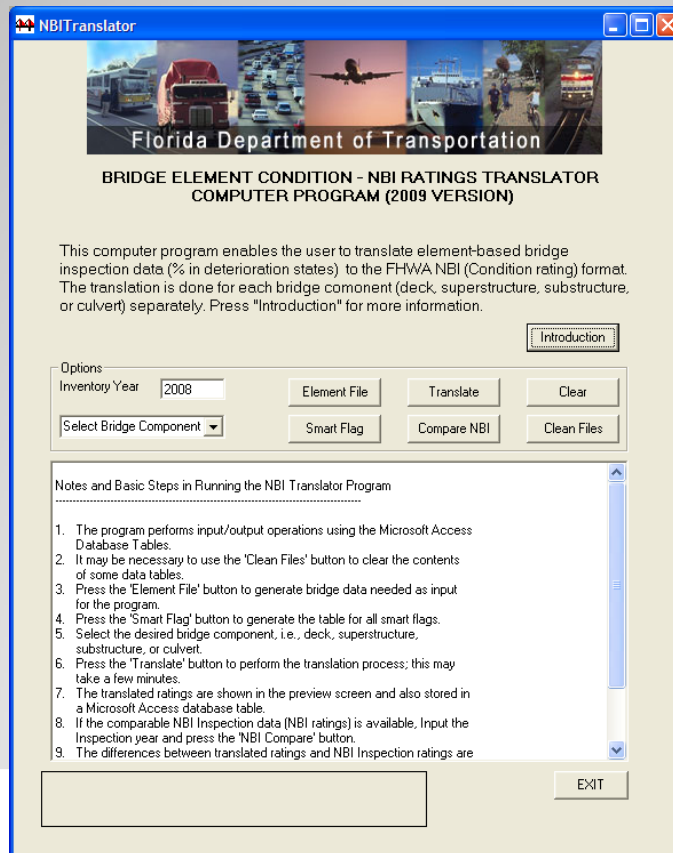 NBITranslator
Florida Department of Transportation
BRIDGE ELEMENT CONDITION - NBI RATINGS TRANSLATOR
COMPUTER PROGRAM (2009 VERSION)
This computer program enables the user to translate element-based bridge
inspection data (% in deterioration states) to the FHWA NBI (Condition rating) format.
The translation is done for each bridge comonent (deck, superstructure, substructure,
or culvert) separately. Press "Introduction" for more information.
Introduction
Options
Inventory Year 2008
Element File Translate Clear
Select Bridge Component
Smart Flag Compare NBI Clean Files
Notes and Basic Steps in Running the NBI Translator Program
------------------------------------------------------------------------------------------
1. The program performs input/output operations using the Microsoft Access
Database Tables.
2. It may be necessary to use the 'Clean Files' button to clear the contents
of some data tables.
3. Press the 'Element File' button to generate bridge data needed as input
for the program.
4. Press the 'Smart Flag' button to generate the table for all smart flags.
5. Select the desired bridge component, i.e., deck, superstructure,
substructure, or culvert.
6. Press the 'Translate' button to perform the translation process; this may
take a few minutes.
7. The translated ratings are shown in the preview screen and also stored in
a Microsoft Access database table.
8. If the comparable NBI Inspection data (NBI ratings) is available, Input the
Inspection year and press the 'NBI Compare' button.
9. The differences between translated ratings and NBI Inspection ratings are
EXIT